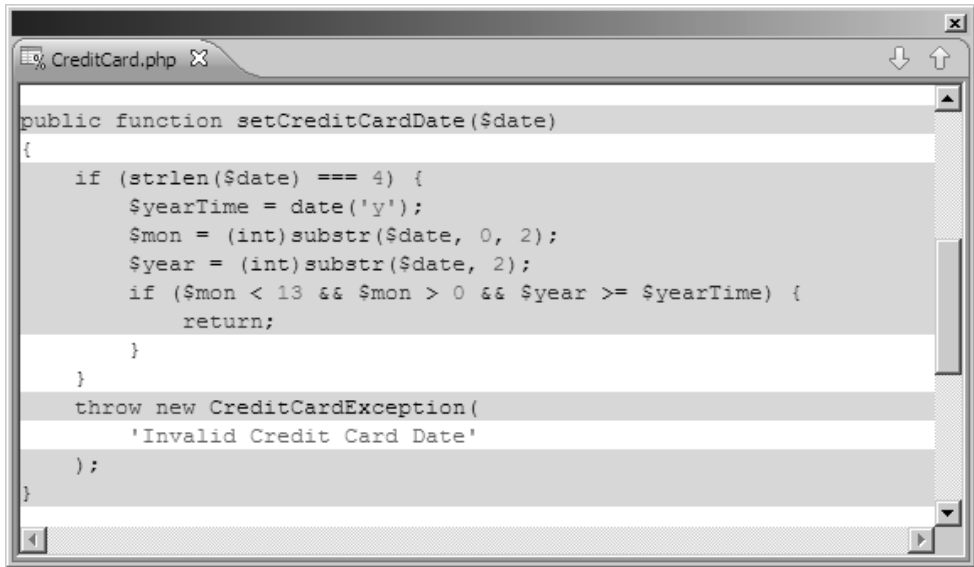 CreditCard.php
public function setCreditCardDate($date)
{
    if (strlen($date) === 4) {
        $yearTime = date('y');
        $mon = (int)substr($date, 0, 2);
        $year = (int)substr($date, 2);
        if ($mon < 13 && $mon > 0 && $year >= $yearTime) {
            return;
        }
    }
    throw new CreditCardException(
        'Invalid Credit Card Date'
    );
}